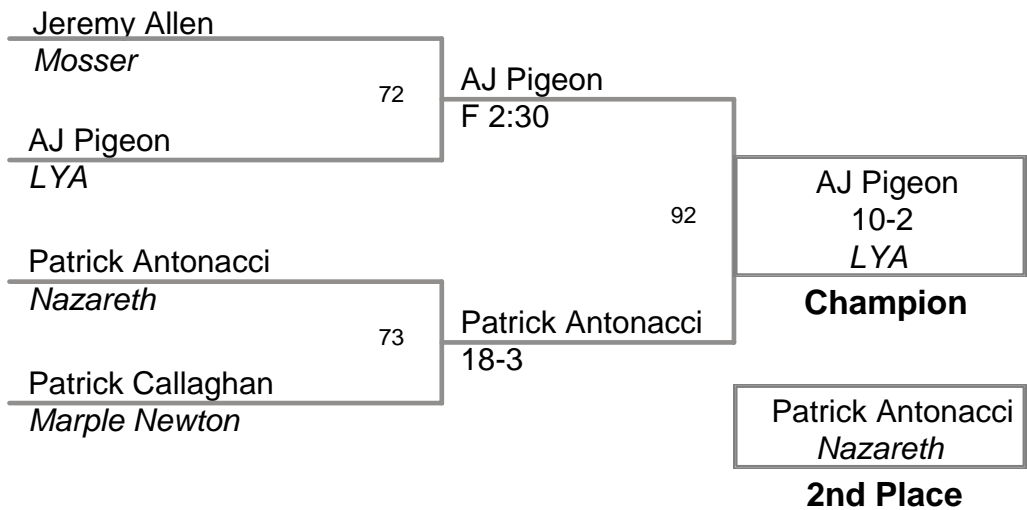 Jeremy Allen
Mosser
72
AJ Pigeon
F 2:30
AJ Pigeon
LYA
92
AJ Pigeon
10-2
LYA
Champion
Patrick Antonacci
Nazareth
73
Patrick Antonacci
18-3
Patrick Callaghan
Marple Newton
Patrick Antonacci
Nazareth
2nd Place